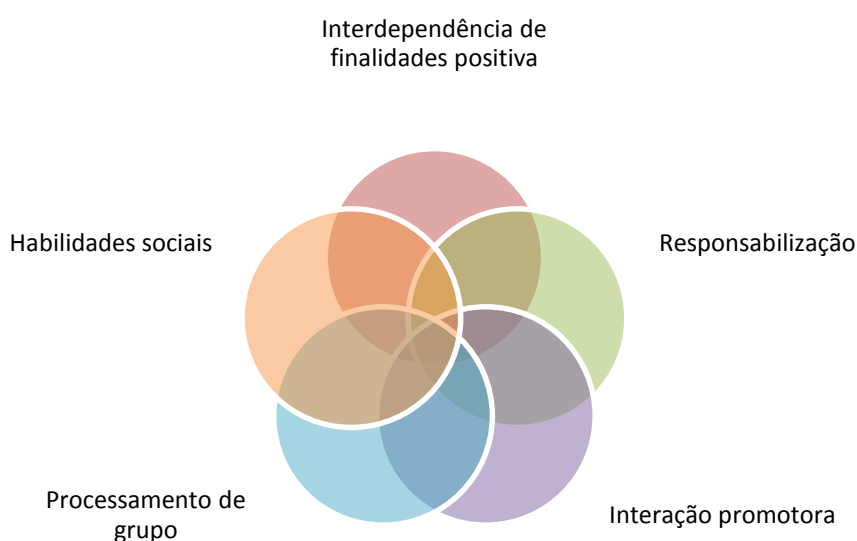 Interdependência de
finalidades positiva
Habilidades sociais
Responsabilização
Processamento de
grupo
Interação promotora